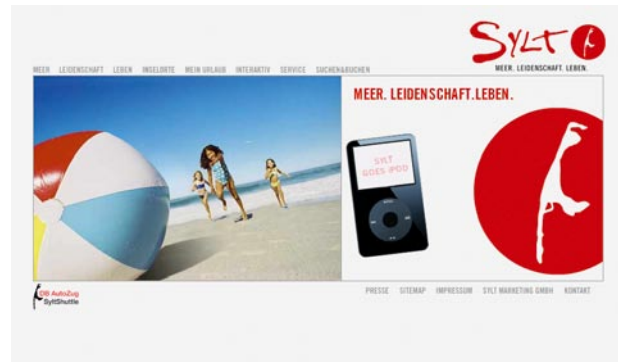 SYLT
MEER. LEIDENSCHAFT. LEBEN.
MEER LEIDENSCHAFT LEBEN INSELORTE MEIN URLAUB INTERAKTIV SERVICE SUCHEN&BUCHEN
MEER. LEIDENSCHAFT.LEBEN.
SYLT
GOES IPOD
MENU
DB AutoZug
SyltShuttle
PRESSE SITEMAP IMPRESSUM SYLT MARKETING GMBH KONTAKT